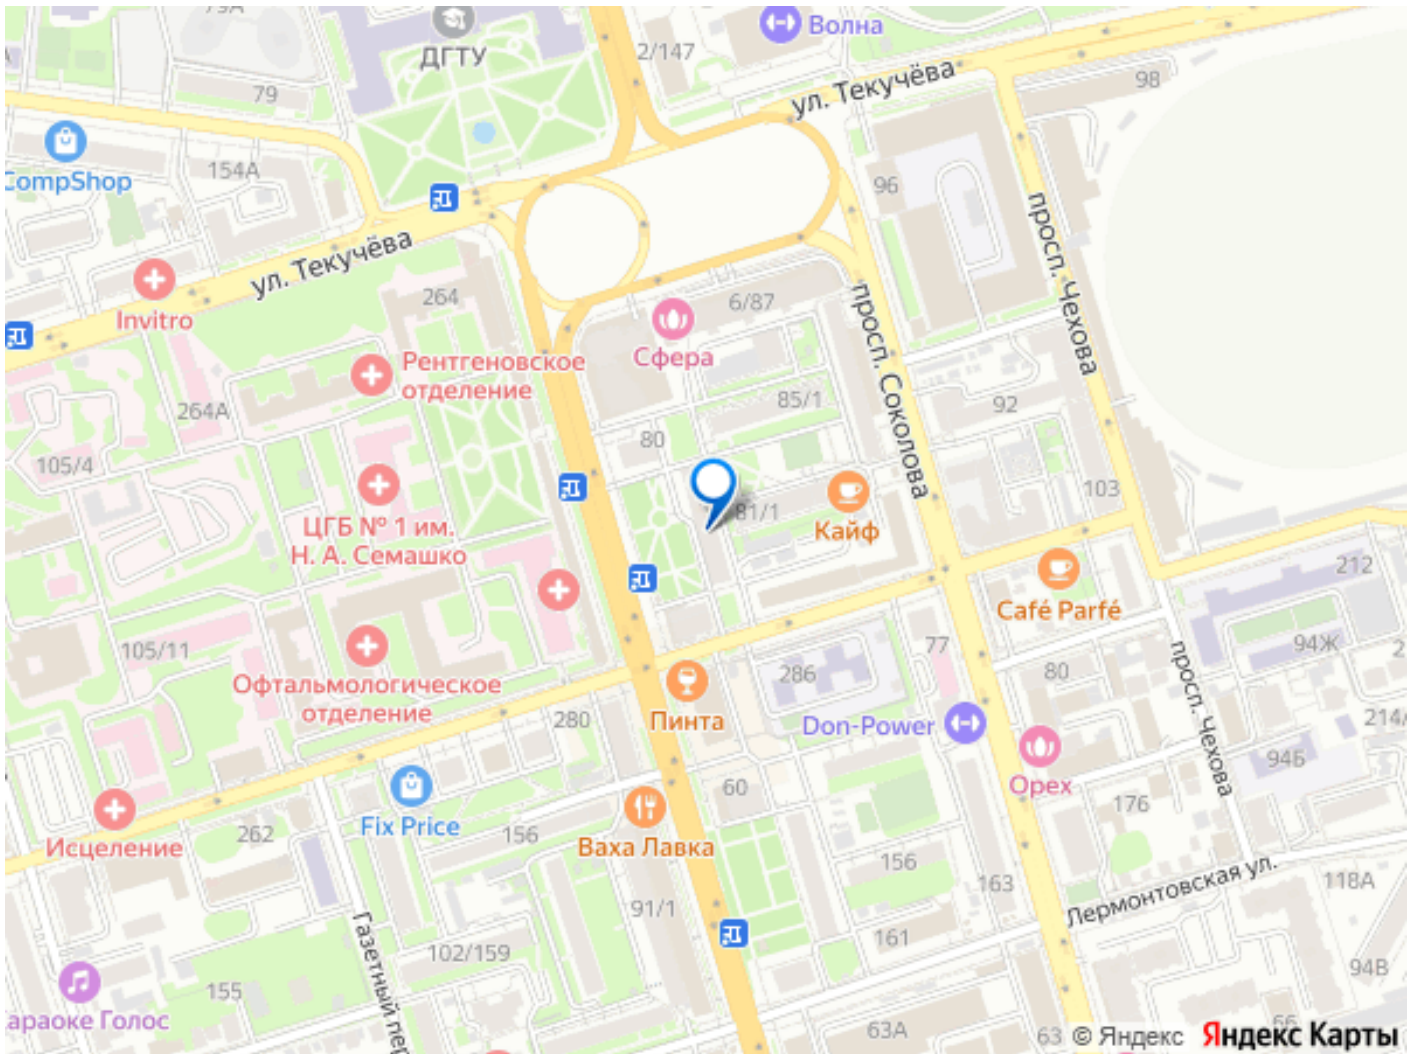 79А
ДГТУ
2/147
Волна
ул. Текучёва
98
79
CompShop
154А
96
просп. Чехова
ул. Текучёва
Invitro
264
6/87
Сфера
просп. Соколова
Рентгеновское
отделение
264А
85/1
92
80
105/4
ЦГБ № 1 им.
Н. А. Семашко
81/1
Кайф
103
212
Café Parfé
105/11
Офтальмологическое
отделение
286
77
80
94Ж
просп. Чехова
280
Пинта
Don-Power
214/
94Б
Орех
60
176
Fix Price
Исцеление
262
156
Ваха Лавка
156
163
Лермонтовская ул.
118А
91/1
Газетный пер
102/159
161
94В
155
араоке Голос
63А
63
66
© Яндекс
Яндекс Карты